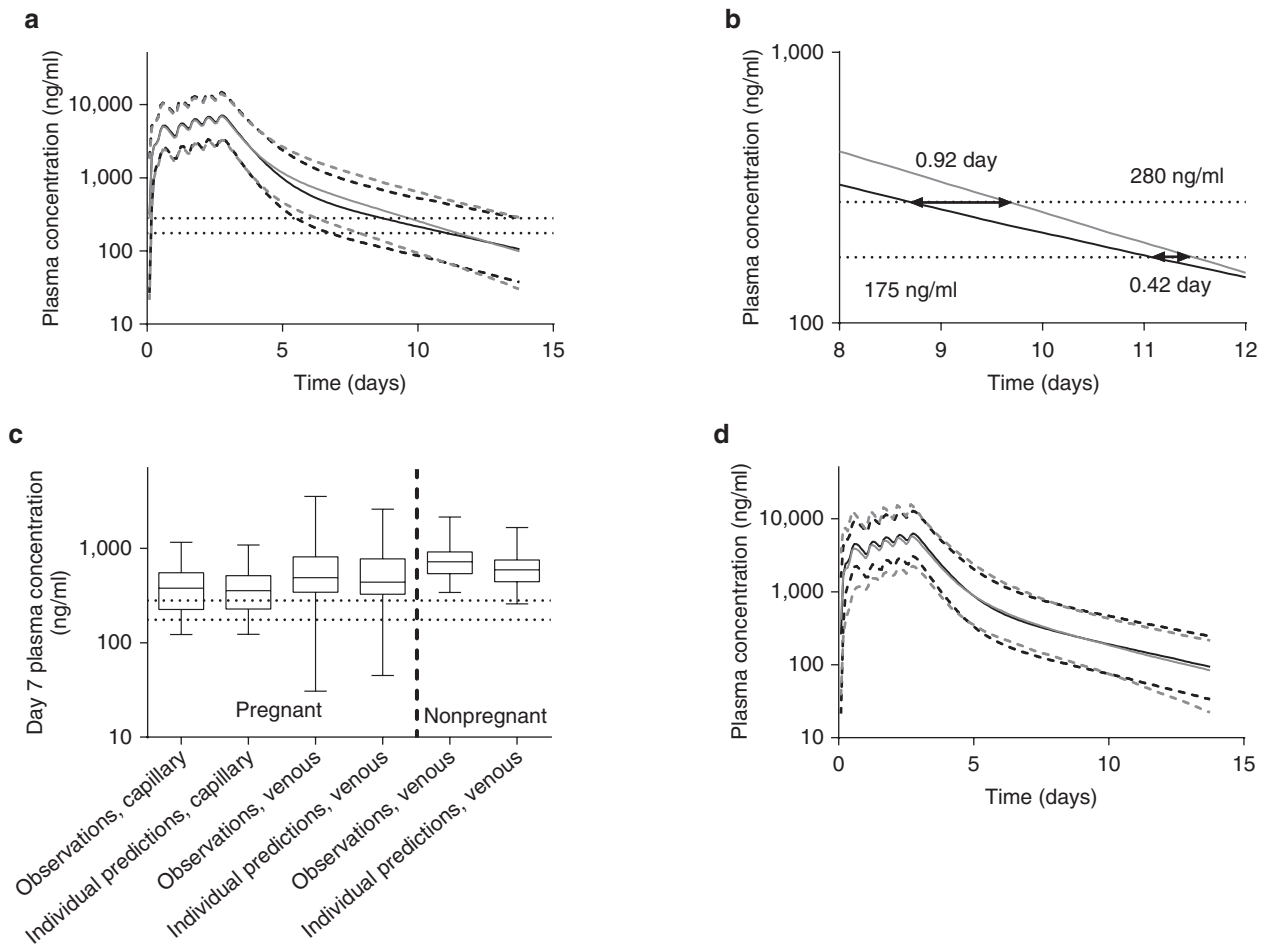 a
Plasma concentration (ng/ml)
10,000
1,000
100
10
0
5
10
15
Time (days)
b
Plasma concentration (ng/ml)
1,000
100
0.92 day
280 ng/ml
175 ng/ml
0.42 day
8
9
10
11
12
Time (days)
c
Day 7 plasma concentration
(ng/ml)
1,000
100
10
Pregnant
Nonpregnant
Observations, capillary
Individual predictions, capillary
Observations, venous
Individual predictions, venous
Observations, venous
Individual predictions, venous
d
Plasma concentration (ng/ml)
10,000
1,000
100
10
0
5
10
15
Time (days)